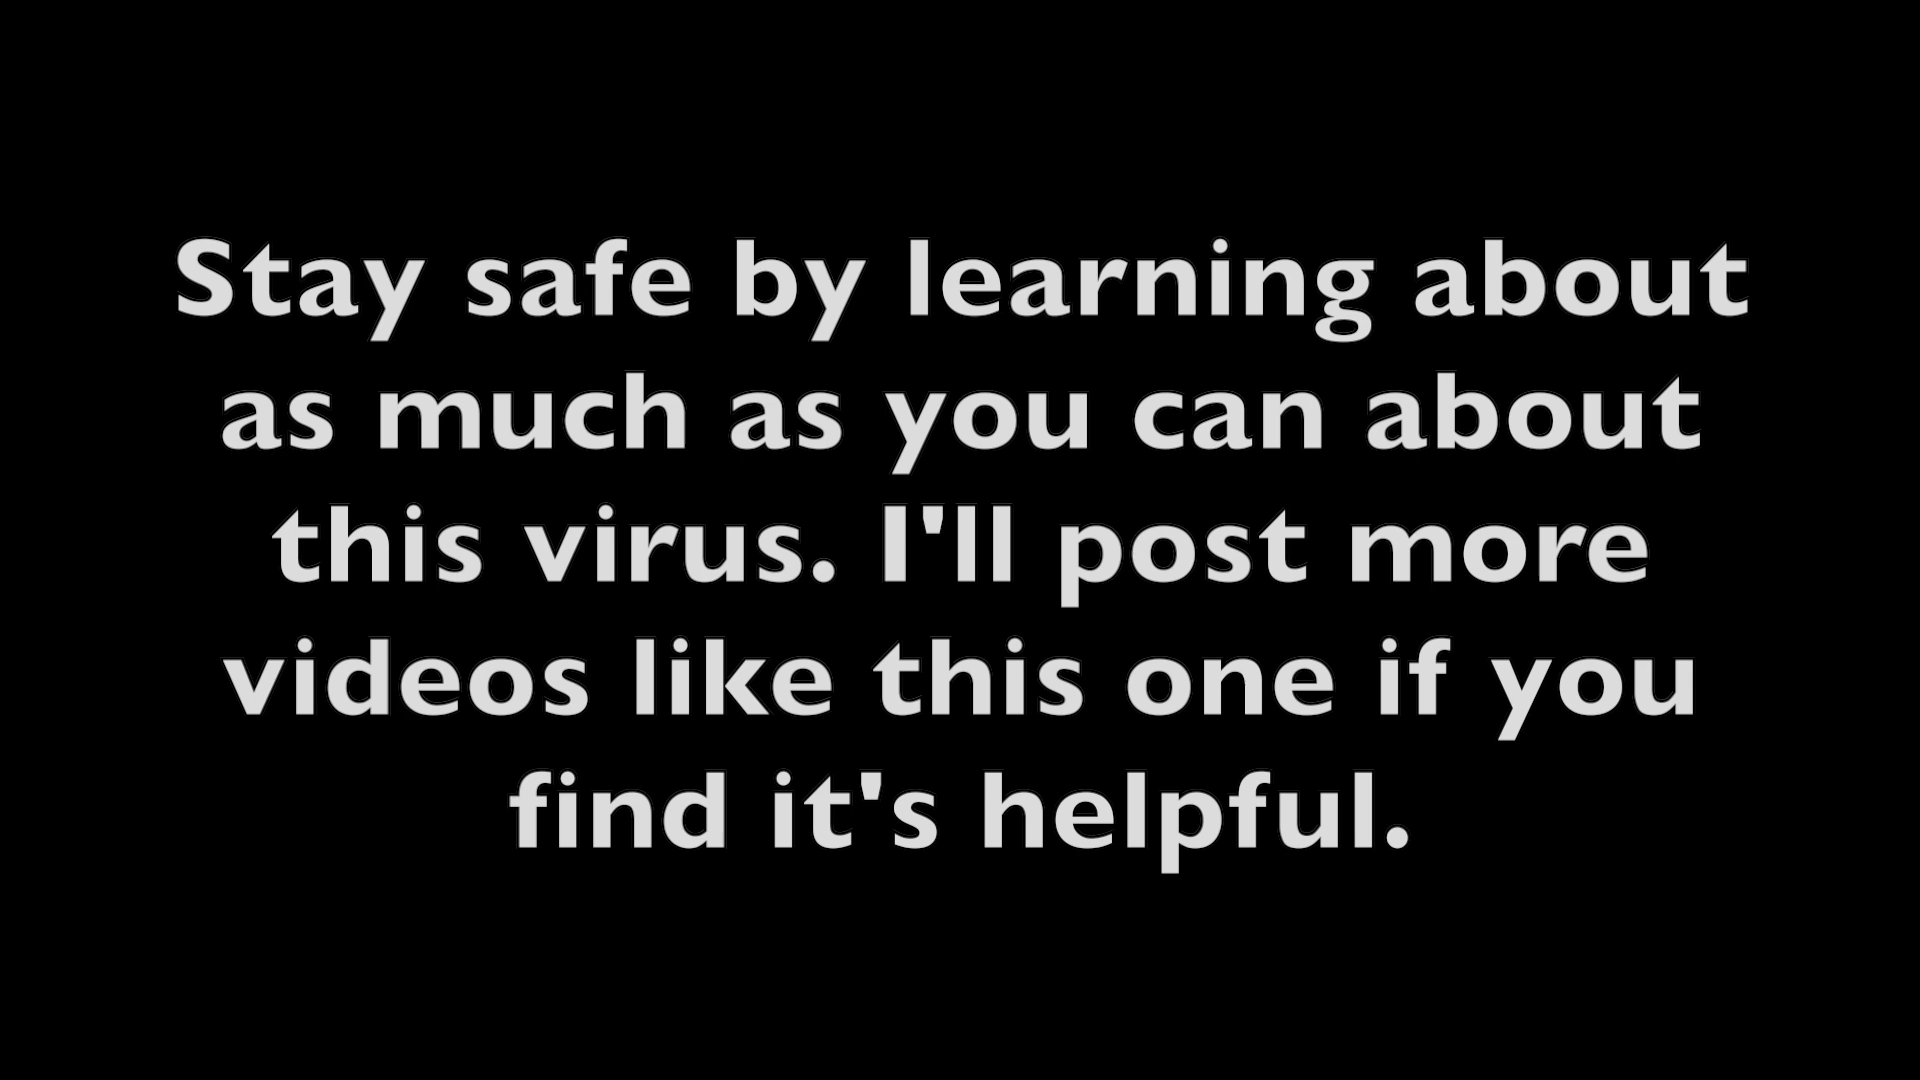 Stay safe by learning about
as much as you can about
this virus. I'll post more
videos like this one if you
find it's helpful.